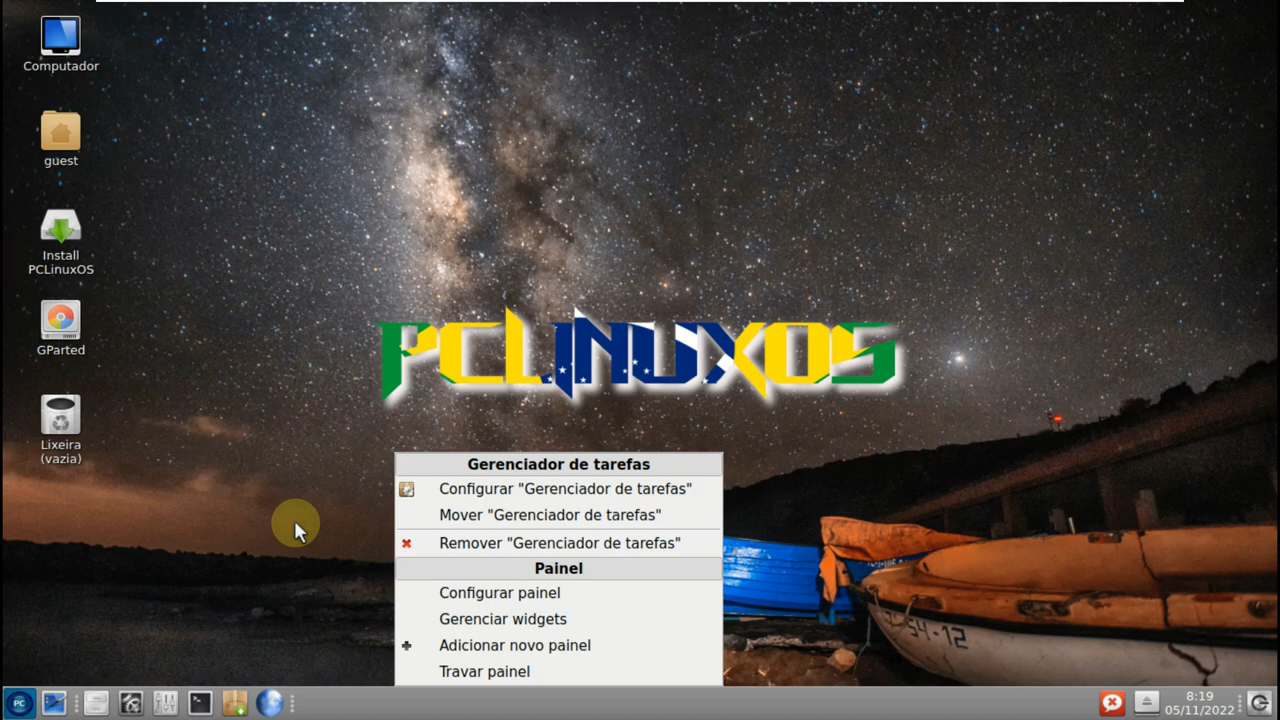 Computador
guest
Install
PCLinuxOS
GParted
Lixeira
(vazia)
PCLINUXOS
Gerenciador de tarefas
Configurar "Gerenciador de tarefas"
Mover "Gerenciador de tarefas"
Remover "Gerenciador de tarefas"
Painel
Configurar painel
Gerenciar widgets
Adicionar novo painel
Travar painel
PC
8:19
05/11/2022